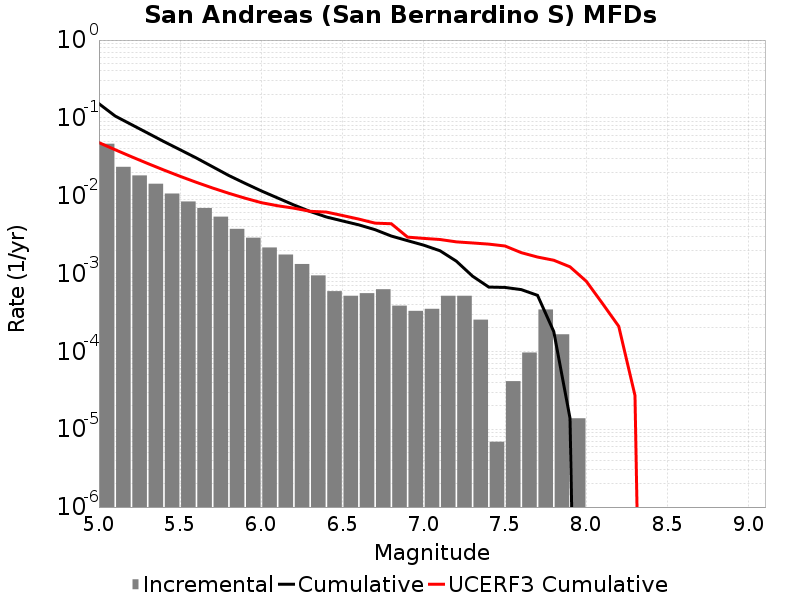 San Andreas (San Bernardino S) MFDs
10^0
10^-1
10^-2
10^-3
10^-4
10^-5
10^-6
Rate (1/yr)
5.0 5.5 6.0 6.5 7.0 7.5 8.0 8.5 9.0
Magnitude
Incremental Cumulative UCERF3 Cumulative